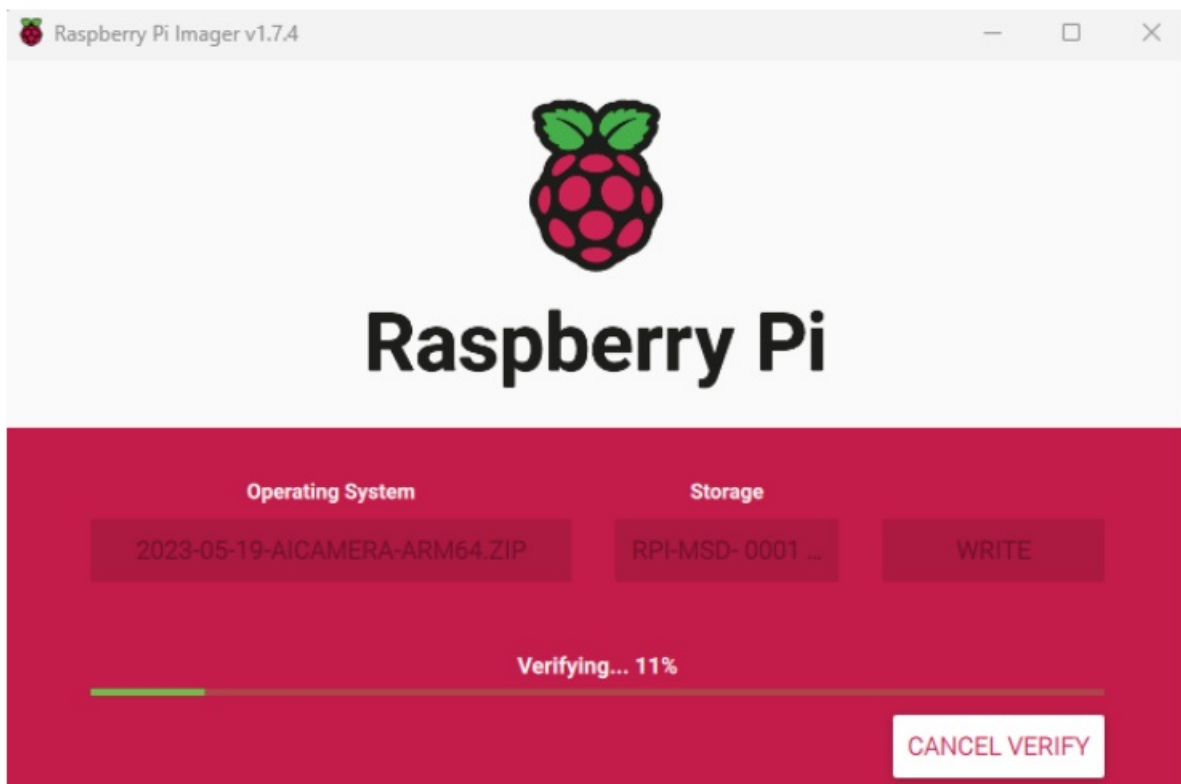 Raspberry Pi Imager v1.7.4
Raspberry Pi
Operating System
Storage
2023-05-19-AICAMERA-ARM64.ZIP
RPI-MSD- 0001 ...
WRITE
Verifying... 11%
CANCEL VERIFY